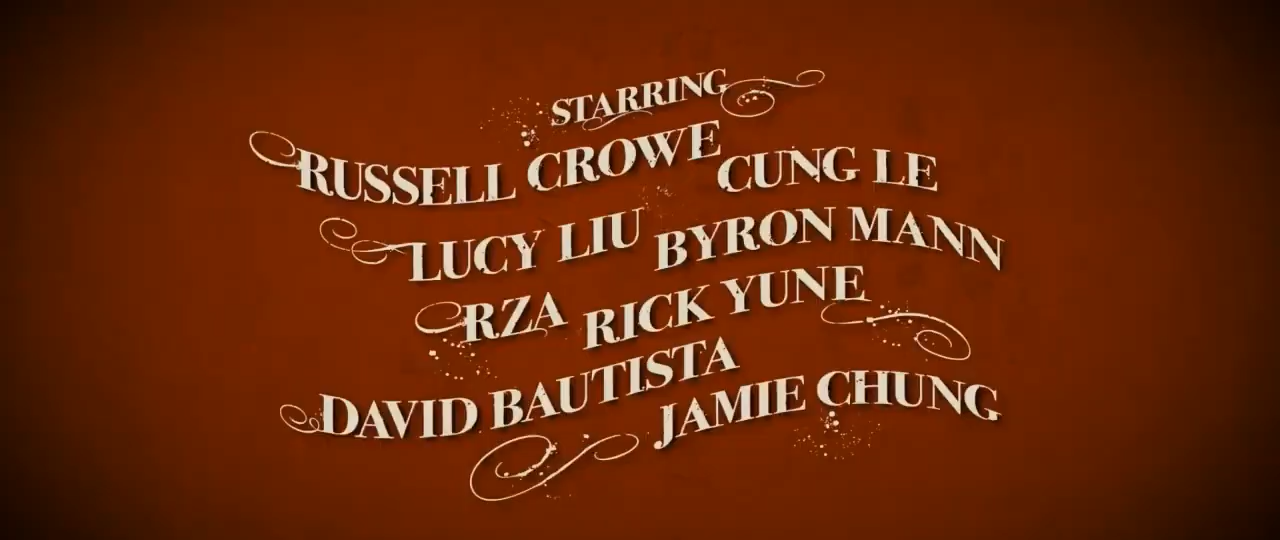 STARRING
RUSSELL CROWE CUNG LE
LUCY LIU BYRON MANN
RZA RICK YUNE
DAVID BAUTISTA JAMIE CHUNG